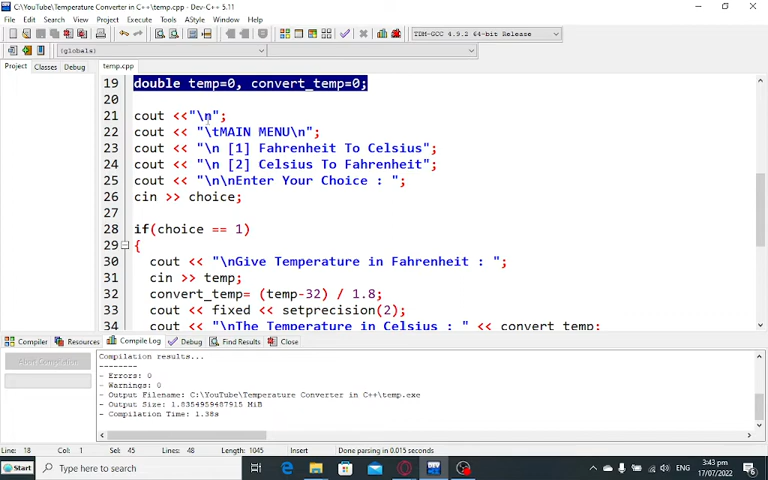 C:\YouTube\Temperature Converter in C++\temp.cpp - Dev-C++ 5.11
File Edit Search View Project Execute Tools AStyle Window Help
TDM-GCC 4.9.2 64-bit Release
(globals)
Project Classes Debug
temp.cpp
19 double temp=0, convert_temp=0;
20
21 cout <<"\n";
22 cout << "\tMAIN MENU\n";
23 cout << "\n [1] Fahrenheit To Celsius";
24 cout << "\n [2] Celsius To Fahrenheit";
25 cout << "\n\nEnter Your Choice : ";
26 cin >> choice;
27
28 if(choice == 1)
29 {
30 cout << "\nGive Temperature in Fahrenheit : ";
31 cin >> temp;
32 convert_temp= (temp-32) / 1.8;
33 cout << fixed << setprecision(2);
34 cout << "\nThe Temperature in Celsius : " << convert_temp;
Compiler Resources Compile Log Debug Find Results Close
Compilation results...
--------
- Errors: 0
- Warnings: 0
- Output Filename: C:\YouTube\Temperature Converter in C++\temp.exe
- Output Size: 1.8354959487915 MiB
- Compilation Time: 1.38s
Line: 18 Col: 1 Sel: 45 Lines: 48 Length: 1045 Insert Done parsing in 0.015 seconds
Start Type here to search ENG 3:43 pm
17/07/2022
6